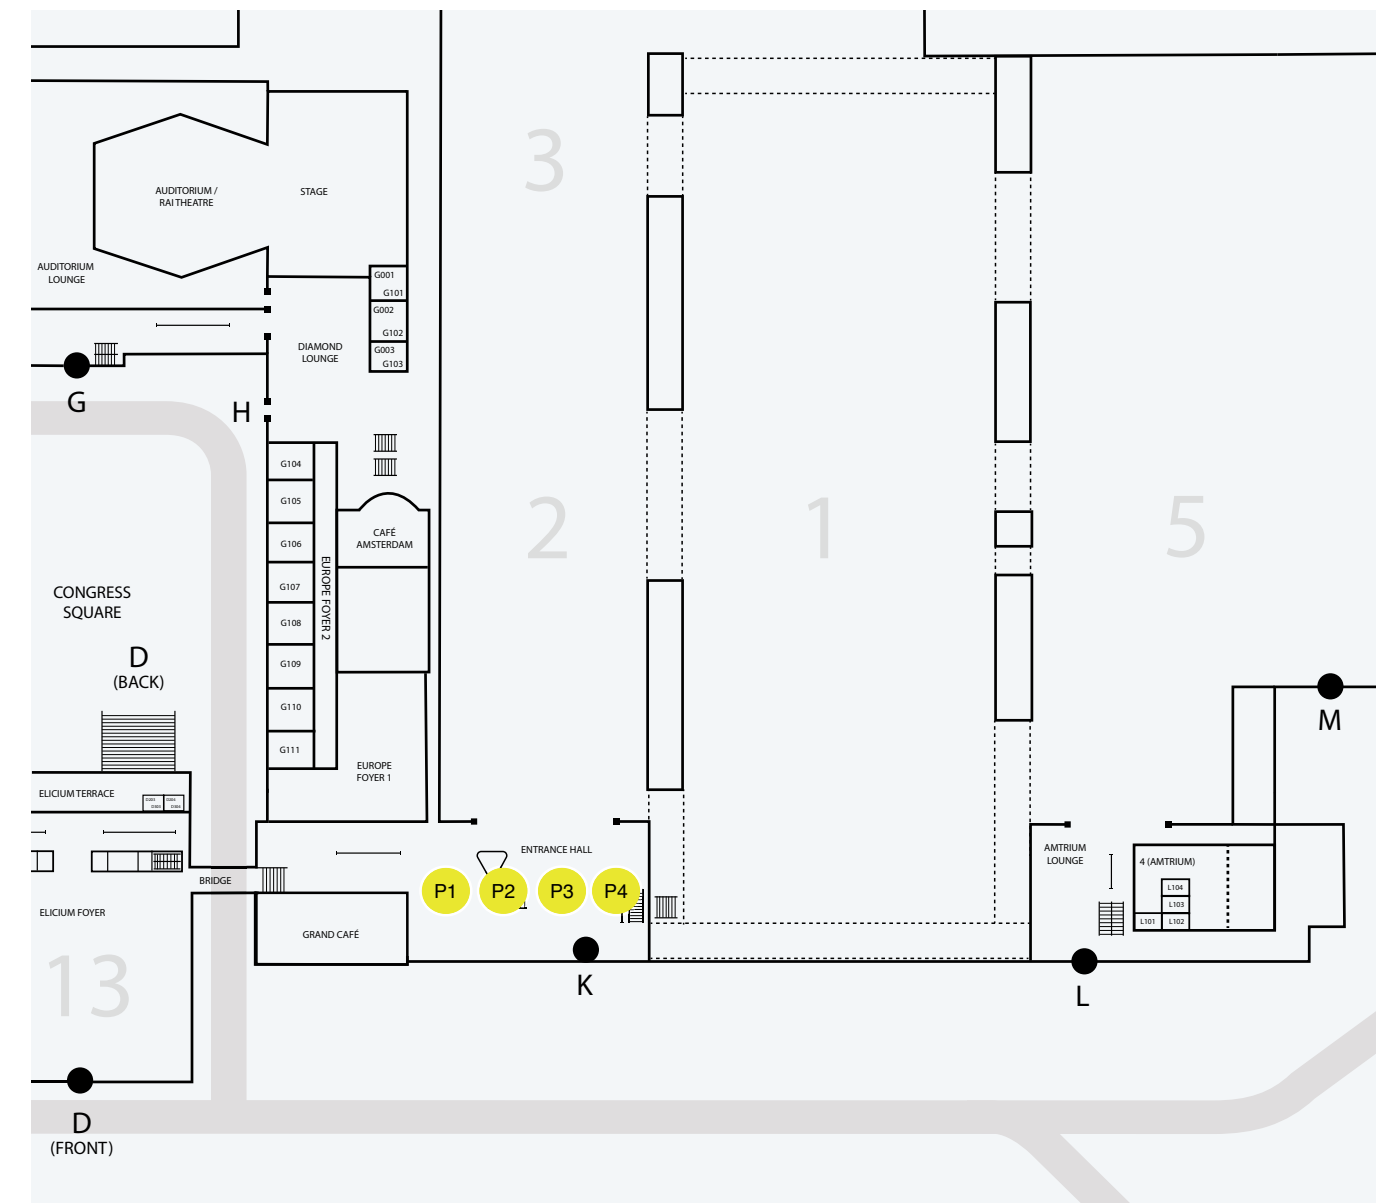 3
AUDITORIUM /
RAI THEATRE
STAGE
AUDITORIUM
LOUNGE
G001
G101
G002
G102
G003
G103
DIAMOND
LOUNGE
G
H
G104
G105
G106
G107
G108
G109
G110
G111
EUROPE FOYER 2
CAFÉ
AMSTERDAM
2
1
5
CONGRESS
SQUARE
D
(BACK)
M
EUROPE
FOYER 1
ELICIUM TERRACE
ENTRANCE HALL
AMTRIUM
LOUNGE
4 (AMTRIUM)
L104
L103
L101
L102
BRIDGE
P1
P2
P3
P4
ELICIUM FOYER
GRAND CAFÉ
13
K
L
D
(FRONT)